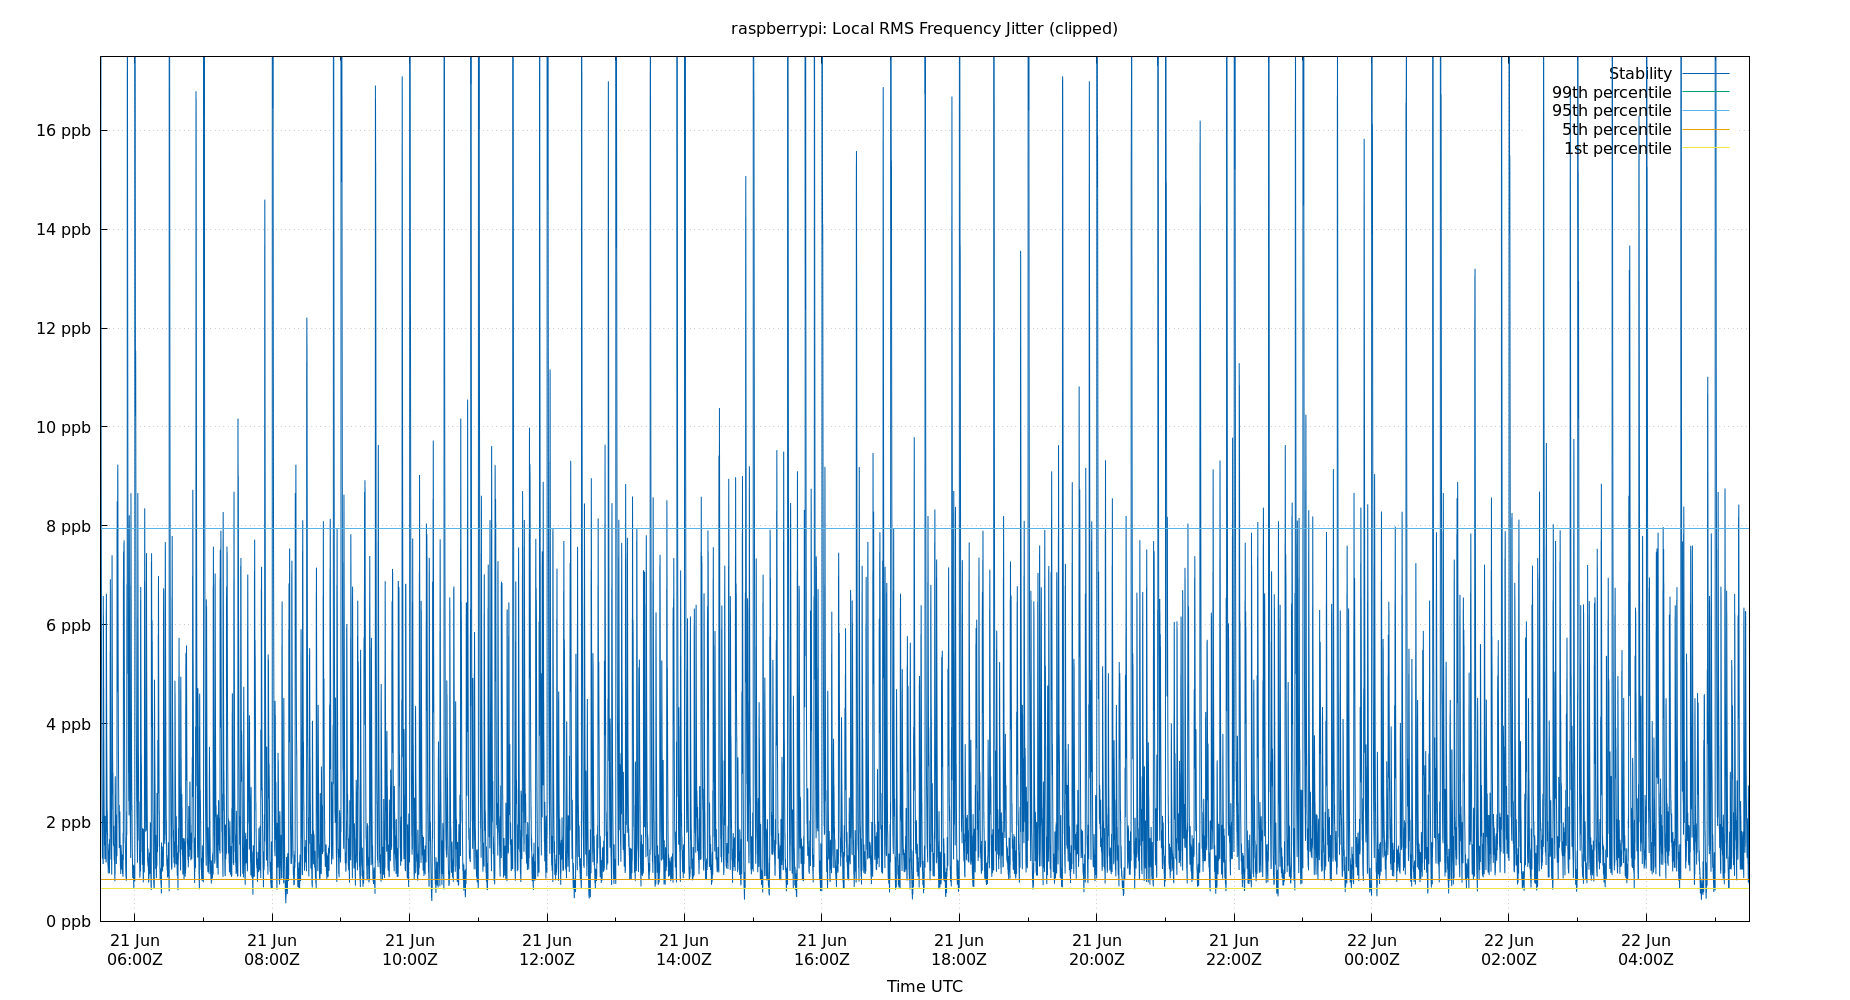 raspberrypi: Local RMS Frequency Jitter (clipped)
Stability
99th percentile
95th percentile
5th percentile
1st percentile
16 ppb
14 ppb
12 ppb
10 ppb
8 ppb
6 ppb
4 ppb
2 ppb
0 ppb
21 Jun 21 Jun 21 Jun 21 Jun 21 Jun 21 Jun 21 Jun 21 Jun 21 Jun 22 Jun 22 Jun 22 Jun
06:00Z 08:00Z 10:00Z 12:00Z 14:00Z 16:00Z 18:00Z 20:00Z 22:00Z 00:00Z 02:00Z 04:00Z
Time UTC